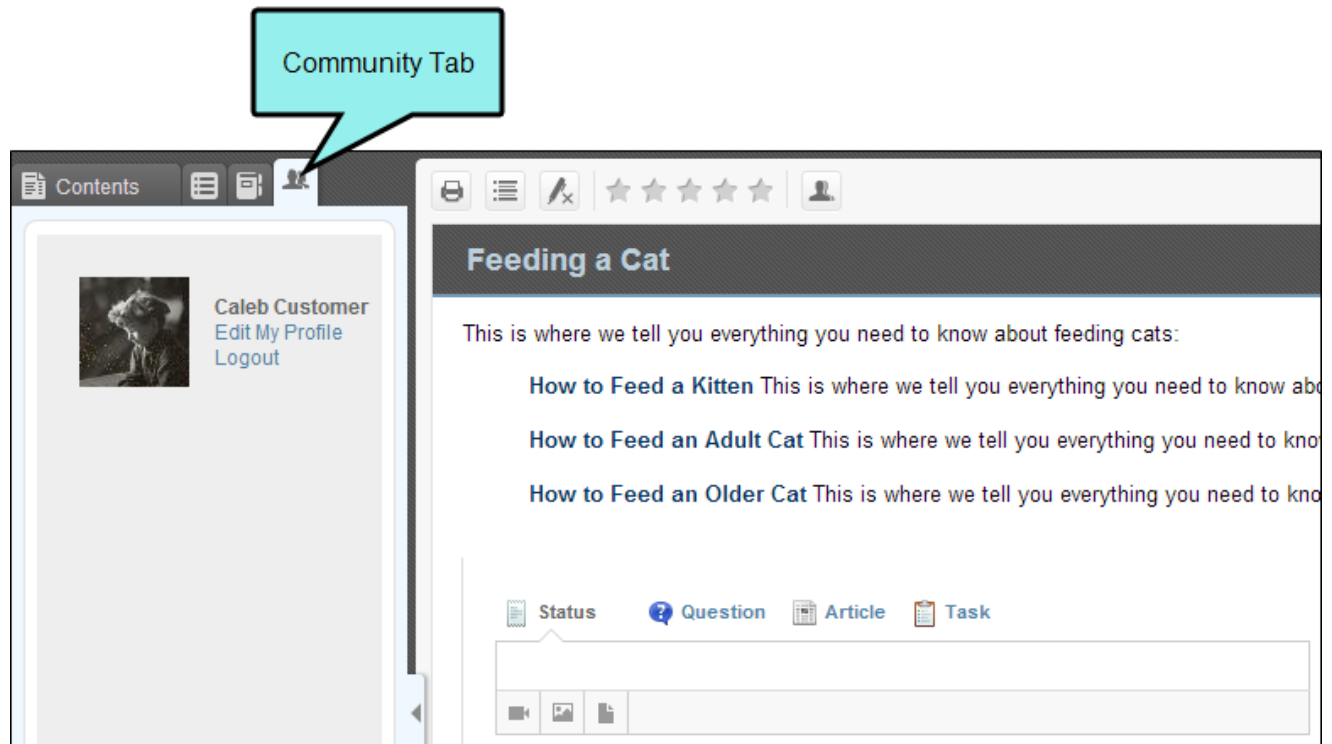 Community Tab
Contents
Feeding a Cat
Caleb Customer
Edit My Profile
Logout
This is where we tell you everything you need to know about feeding cats:
How to Feed a Kitten This is where we tell you everything you need to know
How to Feed an Adult Cat This is where we tell you everything you need to
How to Feed an Older Cat This is where we tell you everything you need to
Status Question Article Task